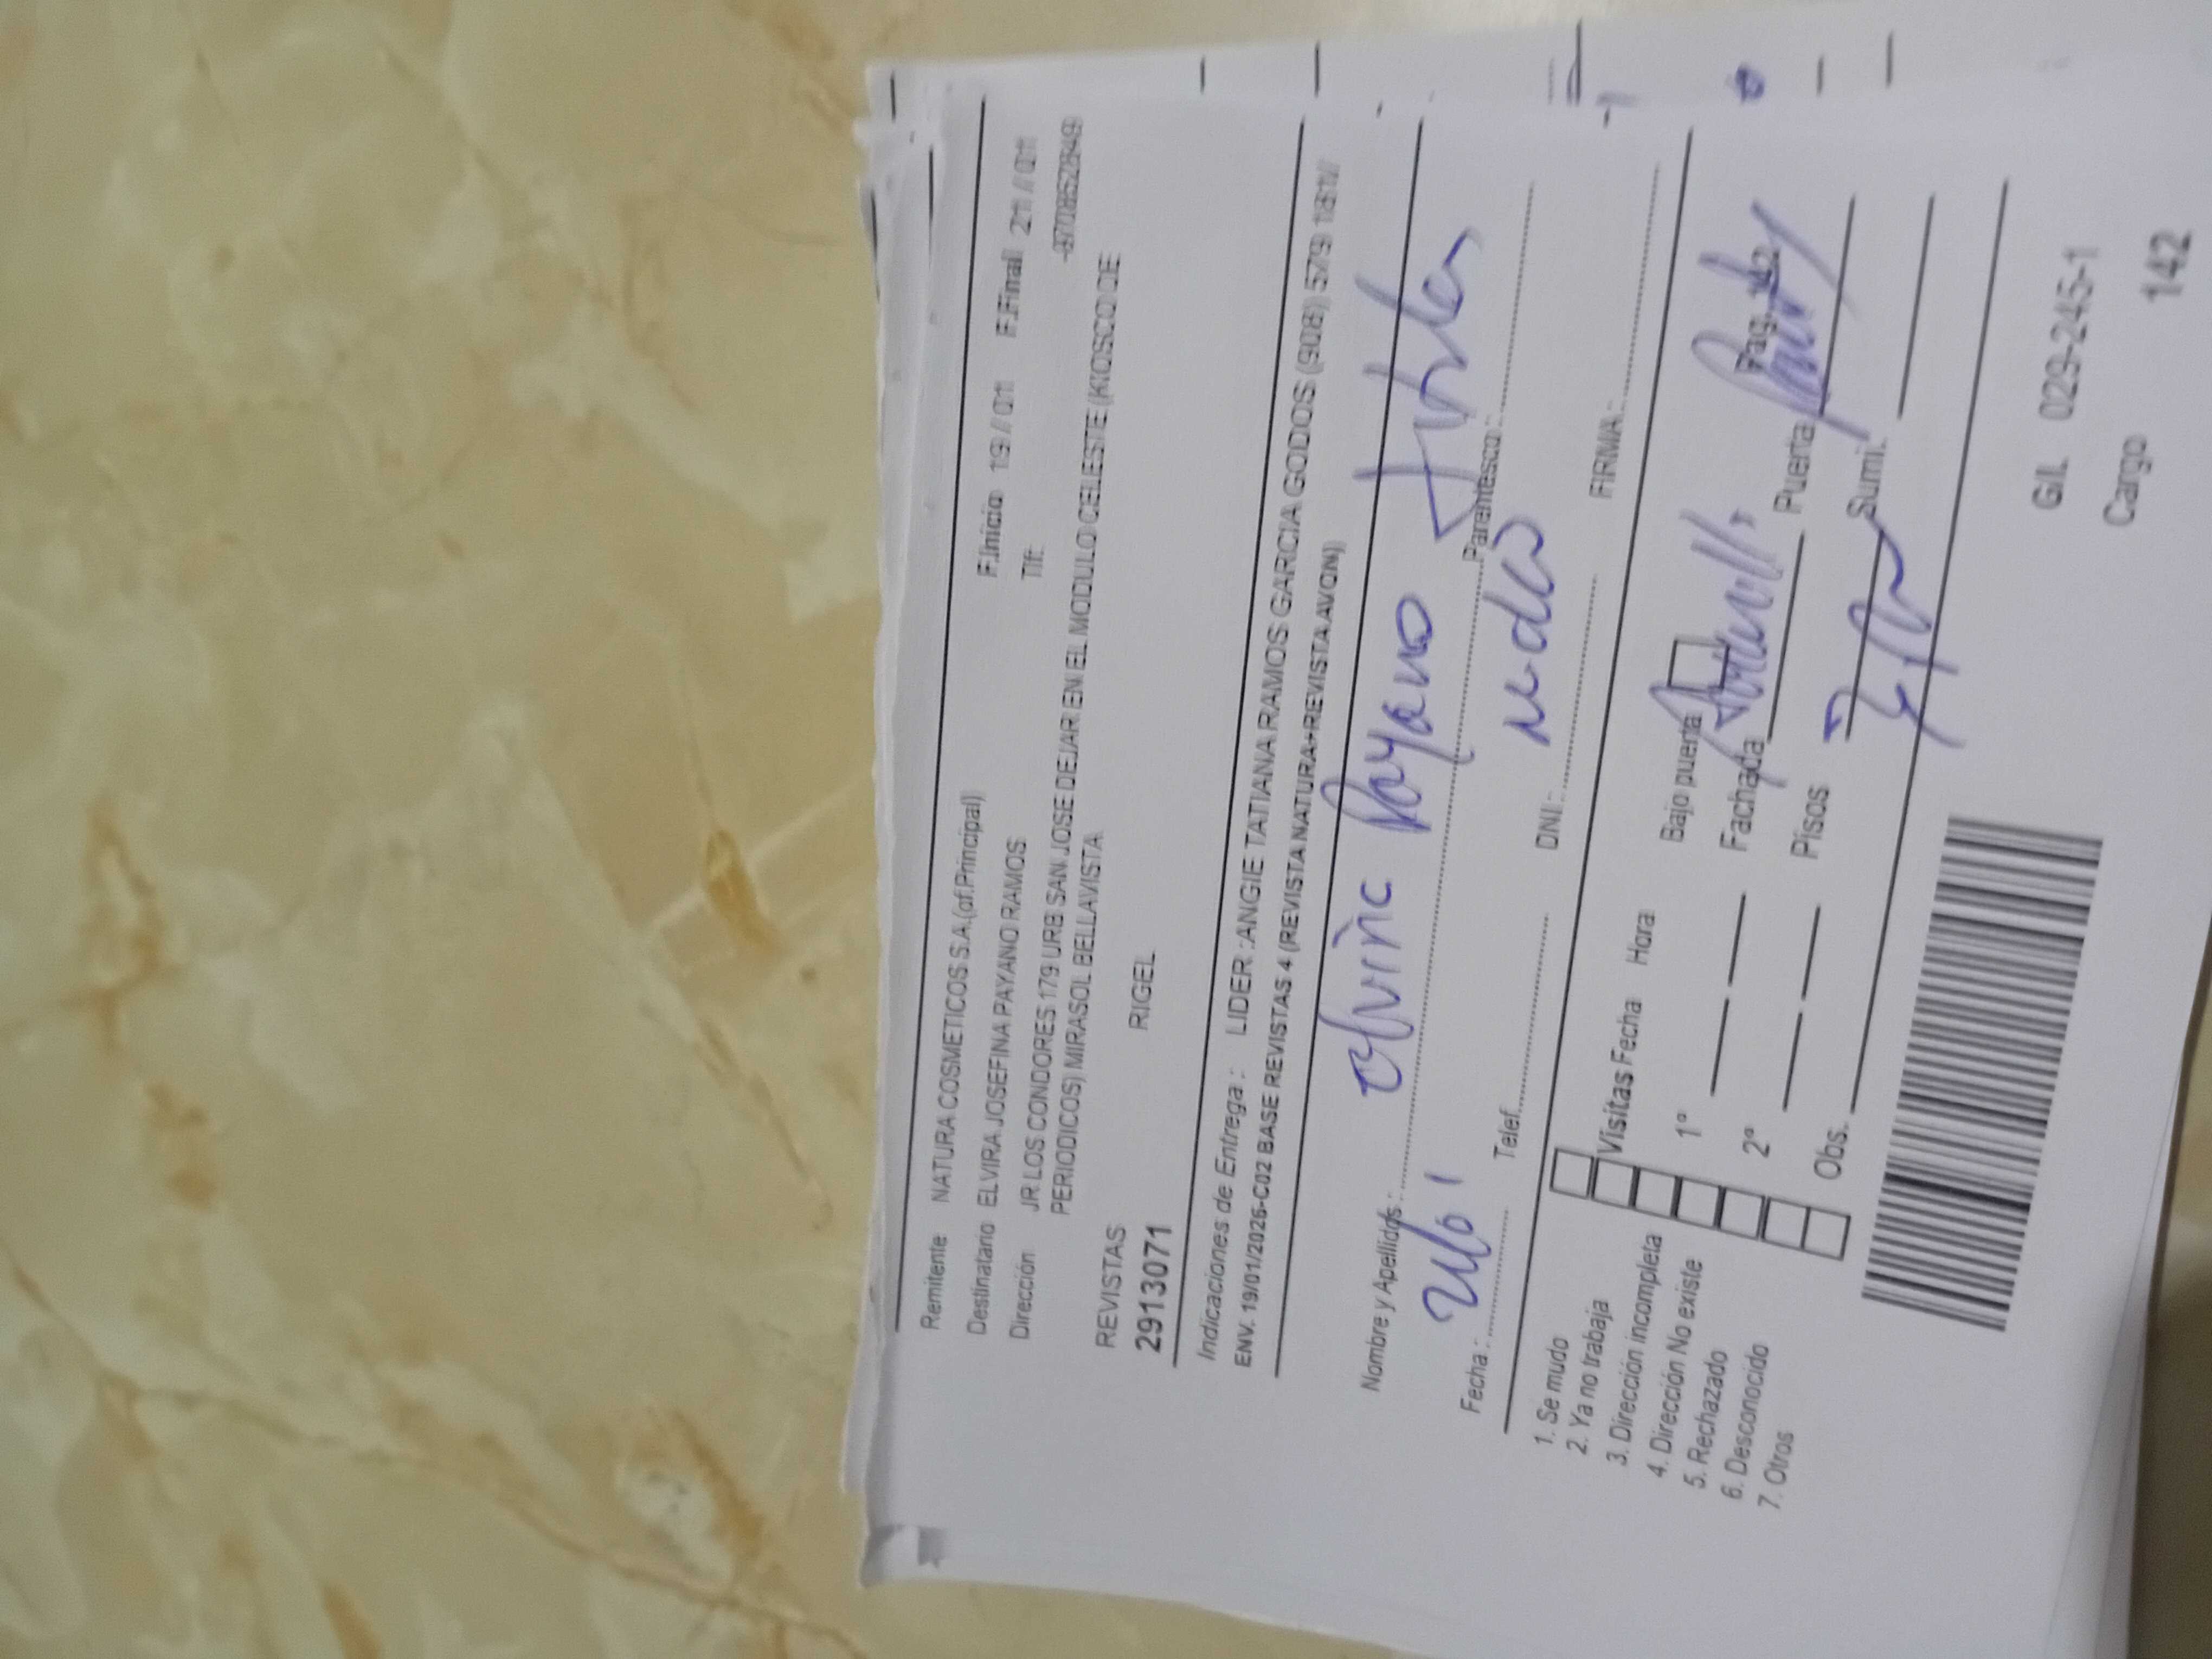 Remitente NATURA COSMETICOS S.A.(of.Principal) F.Inicio 19/01 F.Final 21/01
Destinatario ELVIRA JOSEFINA PAYANO RAMOS Tlf:
Dirección JR LOS CONDORES 179 URB SAN JOSE DEJAR EN EL MODULO CELESTE (KIOSCO DE
PERIODICOS) MIRASOL BELLAVISTA
REVISTAS
2913071 RIGEL
Indicaciones de Entrega : LIDER :ANGIE TATIANA RAMOS GARCIA GODOS (908) 579 181//
ENV. 19/01/2026-C02 BASE REVISTAS 4 (REVISTA NATURA+REVISTA AVON)
Nombre y Apellidos : Payano
Fecha : Telef. Parentesco :
DNI : FIRMA :
1. Se mudo
2. Ya no trabaja
3. Dirección incompleta
4. Dirección No existe
5. Rechazado
6. Desconocido
7. Otros
Visitas Fecha Hora
1°
2°
Obs.
Bajo puerta Pag. 142
Fachada Puerta
Pisos Sumi.
G/L 029-245-1
Cargo
142